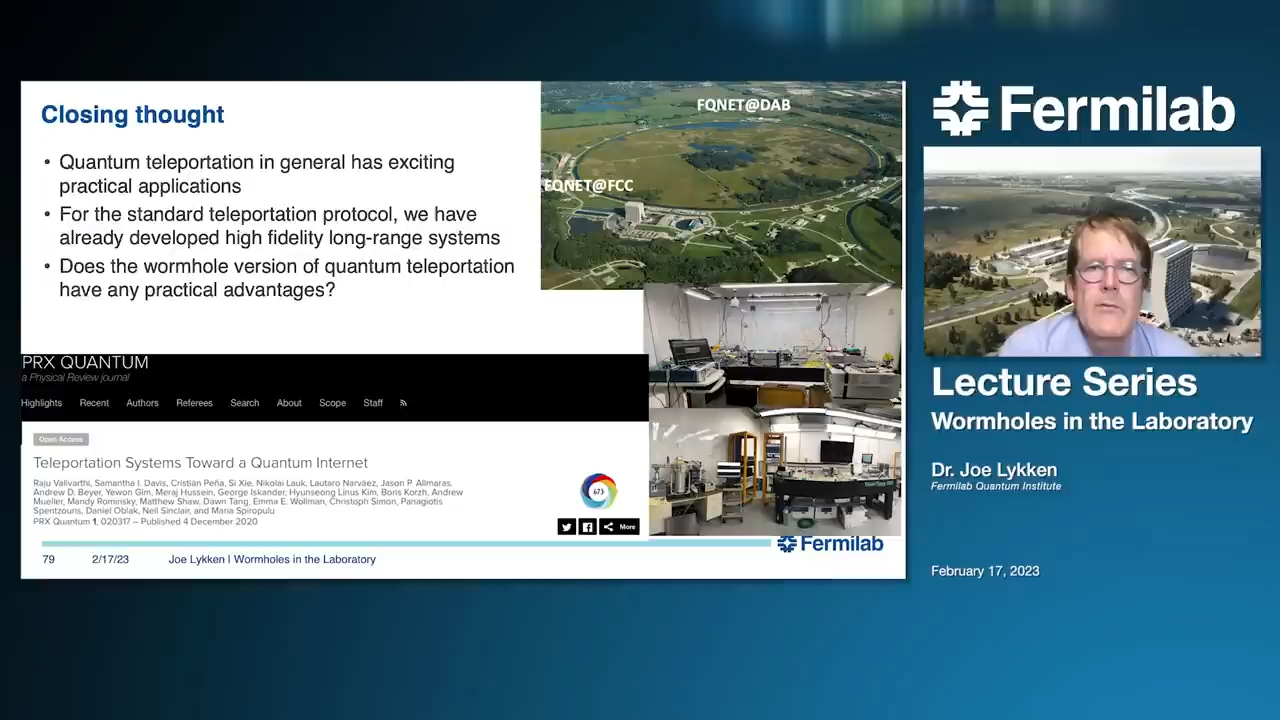 Closing thought
• Quantum teleportation in general has exciting
practical applications
• For the standard teleportation protocol, we have
already developed high fidelity long-range systems
• Does the wormhole version of quantum teleportation
have any practical advantages?
FQNET@DAB
FQNET@FCC
PRX QUANTUM
a Physical Review journal
Highlights Recent Authors Referees Search About Scope Staff
Open Access
Teleportation Systems Toward a Quantum Internet
Raju Valivarthi, Samantha I. Davis, Cristián Peña, Si Xie, Nikolai Lauk, Lautaro Narváez, Jason P. Allmaras,
Andrew D. Beyer, Yewon Gim, Meraj Hussein, George Iskander, Hyunseong Linus Kim, Boris Korzh, Andrew
Mueller, Mandy Rominsky, Matthew Shaw, Dawn Tang, Emma E. Wollman, Christoph Simon, Panagiotis
Spentzouris, Daniel Oblak, Neil Sinclair, and Maria Spiropulu
PRX Quantum 1, 020317 – Published 4 December 2020
673
More
Fermilab
79 2/17/23 Joe Lykken | Wormholes in the Laboratory
Fermilab
Lecture Series
Wormholes in the Laboratory
Dr. Joe Lykken
Fermilab Quantum Institute
February 17, 2023